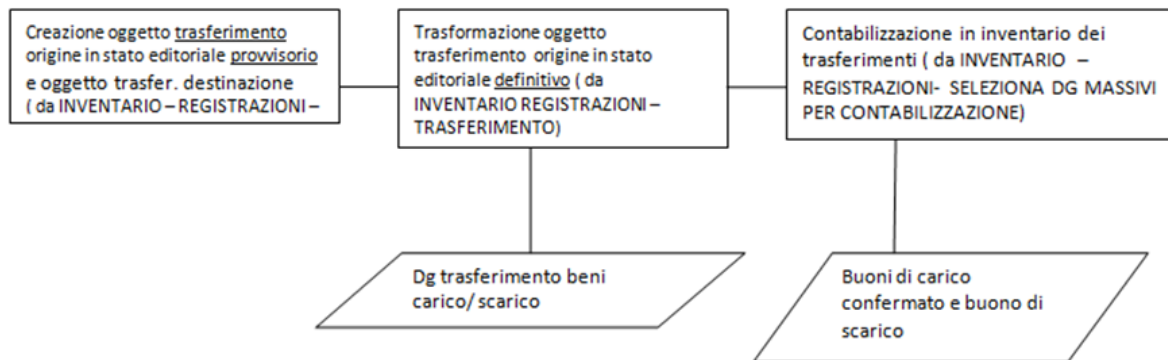 Creazione oggetto trasferimento
origine in stato editoriale provvisorio
e oggetto trasfer. destinazione
( da INVENTARIO – REGISTRAZIONI –
Trasformazione oggetto
trasferimento origine in stato
editoriale definitivo ( da
INVENTARIO REGISTRAZIONI –
TRASFERIMENTO)
Contabilizzazione in inventario dei
trasferimenti ( da INVENTARIO –
REGISTRAZIONI- SELEZIONA DG MASSIVI
PER CONTABILIZZAZIONE)
Dg trasferimento beni
carico/ scarico
Buoni di carico
confermato e buono di
scarico